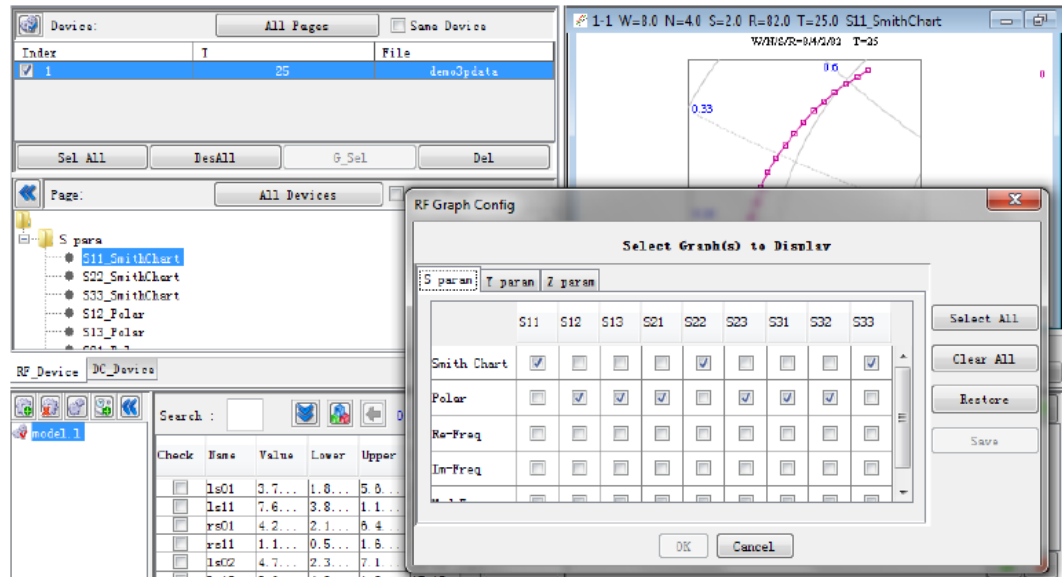 Device: All Pages Same Device
Index T File
1 25 demo3pdata
Sel All DesAll G_Sel Del
Page: All Devices
S para
S11_SmithChart
S22_SmithChart
S33_SmithChart
S12_Polar
S13_Polar
RF_Device DC_Device
model.1
Search :
Check Name Value Lower Upper
ls01 3.7... 1.8... 5.6...
ls11 7.6... 3.8... 1.1...
rs01 4.2... 2.1... 6.4...
rs11 1.1... 0.5... 1.6...
ls02 4.7... 2.3... 7.1...
1-1 W=8.0 N=4.0 S=2.0 R=82.0 T=25.0 S11_SmithChart
W/N/S/R=8/4/2/82 T=25
0.6
0.33
RF Graph Config
Select Graph(s) to Display
S param Y param Z param
S11 S12 S13 S21 S22 S23 S31 S32 S33
Smith Chart
Polar
Re-Freq
Im-Freq
Select All
Clear All
Restore
Save
OK Cancel